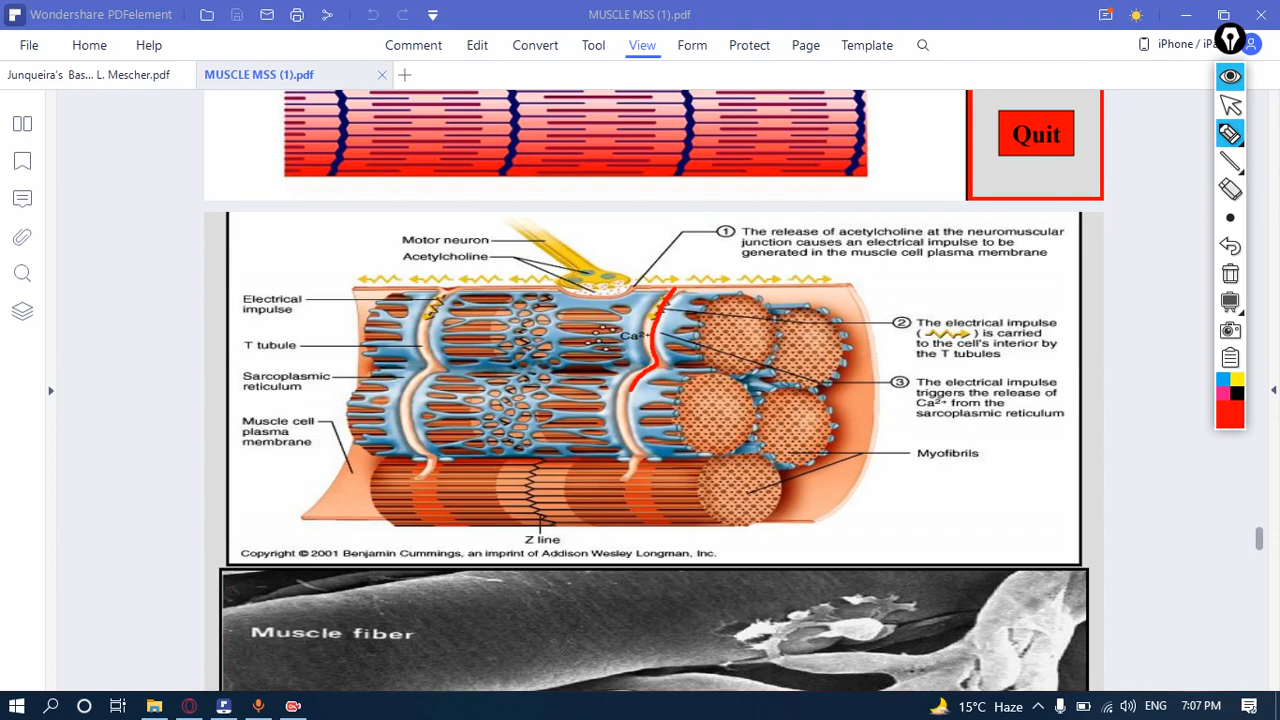 Wondershare PDFelement
MUSCLE MSS (1).pdf
File Home Help
Comment Edit Convert Tool View Form Protect Page Template
iPhone / iPa
Junqueira's Bas... L. Mescher.pdf
MUSCLE MSS (1).pdf
Quit
Motor neuron
Acetylcholine
1 The release of acetylcholine at the neuromuscular
junction causes an electrical impulse to be
generated in the muscle cell plasma membrane
Electrical
impulse
T tubule
Sarcoplasmic
reticulum
Muscle cell
plasma
membrane
Ca2+
2 The electrical impulse
( ) is carried
to the cell's interior by
the T tubules
3 The electrical impulse
triggers the release of
Ca2+ from the
sarcoplasmic reticulum
Myofibrils
Z line
Copyright © 2001 Benjamin Cummings, an imprint of Addison Wesley Longman, Inc.
Muscle fiber
15°C Haze
ENG
7:07 PM